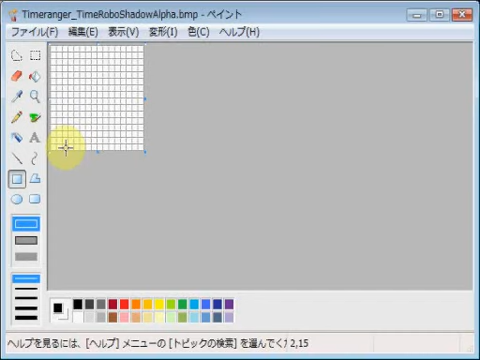 Timeranger_TimeRoboShadowAlpha.bmp - ペイント
ファイル(F) 編集(E) 表示(V) 変形(I) 色(C) ヘルプ(H)
A
ヘルプを見るには、[ヘルプ] メニューの [トピックの検索] を選んでく 2,15